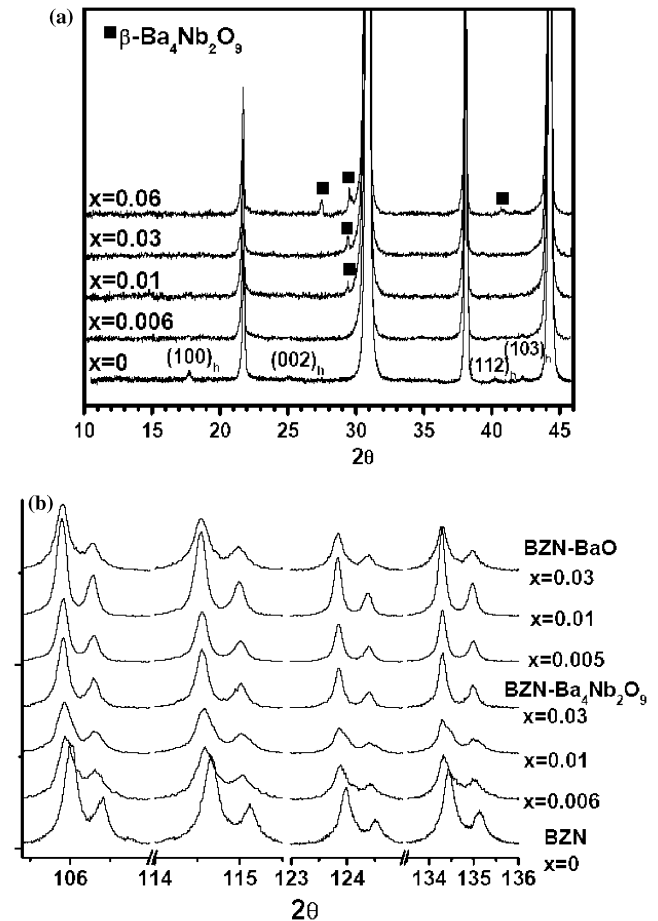 (a)
■β-Ba₄Nb₂O₉
x=0.06
x=0.03
x=0.01
x=0.006
x=0
(100)ₕ
(002)ₕ
(112)ₕ
(103)ₕ
10 15 20 25 30 35 40 45
2θ
(b)
BZN-BaO
x=0.03
x=0.01
x=0.005
BZN-Ba₄Nb₂O₉
x=0.03
x=0.01
x=0.006
BZN
x=0
106 114 115 123 124 134 135 136
2θ